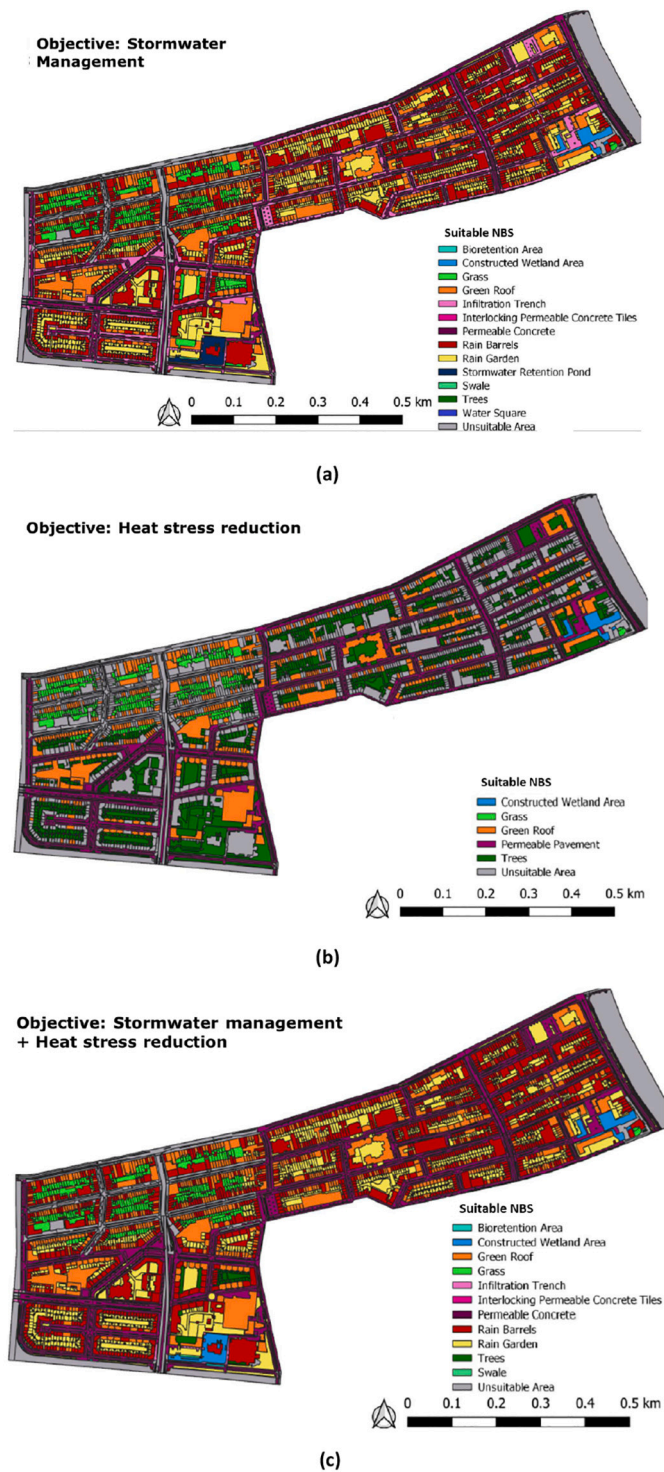 Objective: Stormwater
Management
Suitable NBS
Bioretention Area
Constructed Wetland Area
Grass
Green Roof
Infiltration Trench
Interlocking Permeable Concrete Tiles
Permeable Concrete
Rain Barrels
Rain Garden
Stormwater Retention Pond
Swale
Trees
Water Square
Unsuitable Area
0 0.1 0.2 0.3 0.4 0.5 km
(a)
Objective: Heat stress reduction
Suitable NBS
Constructed Wetland Area
Grass
Green Roof
Permeable Pavement
Trees
Unsuitable Area
0 0.1 0.2 0.3 0.4 0.5 km
(b)
Objective: Stormwater management
+ Heat stress reduction
Suitable NBS
Bioretention Area
Constructed Wetland Area
Green Roof
Grass
Infiltration Trench
Interlocking Permeable Concrete Tiles
Permeable Concrete
Rain Barrels
Rain Garden
Trees
Swale
Unsuitable Area
0 0.1 0.2 0.3 0.4 0.5 km
(c)